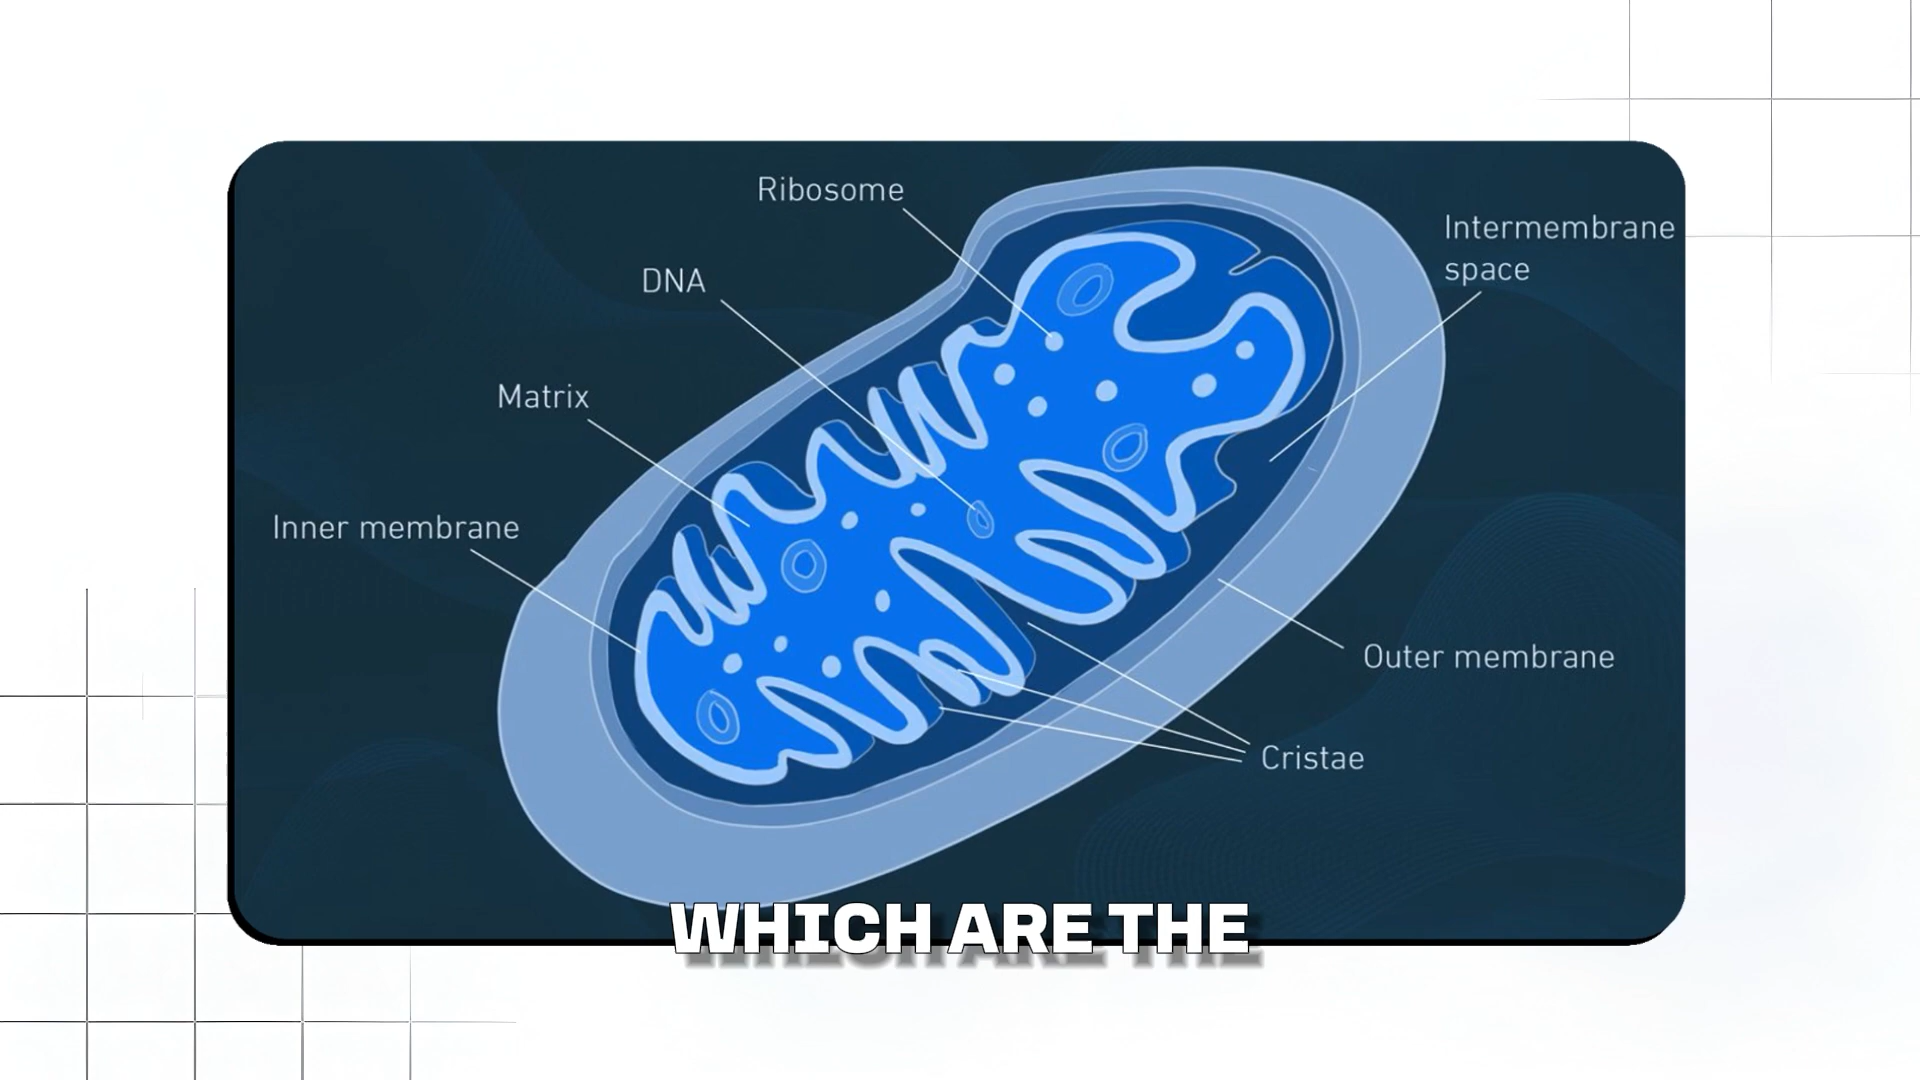 Ribosome
Intermembrane
space
DNA
Matrix
Inner membrane
Outer membrane
Cristae
WHICH ARE THE